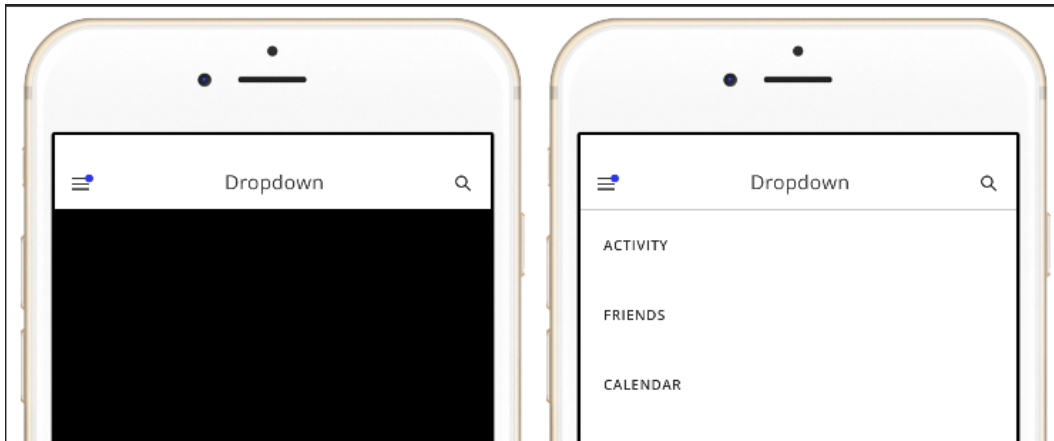 Dropdown
Dropdown
ACTIVITY
FRIENDS
CALENDAR